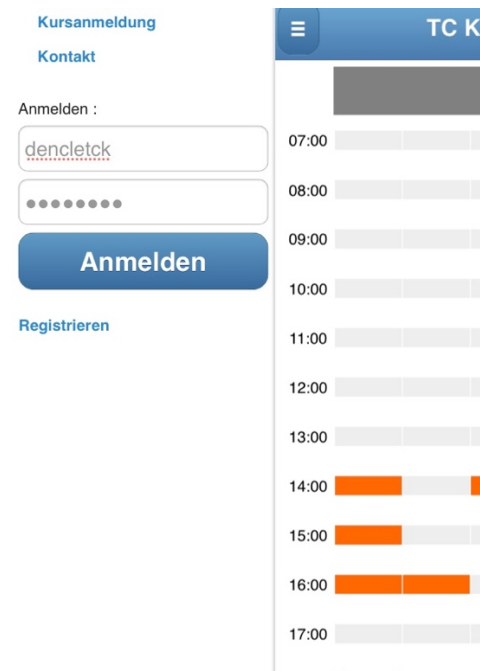 Kursanmeldung
Kontakt
Anmelden :
dencletck
Anmelden
Registrieren
TC K
07:00
08:00
09:00
10:00
11:00
12:00
13:00
14:00
15:00
16:00
17:00